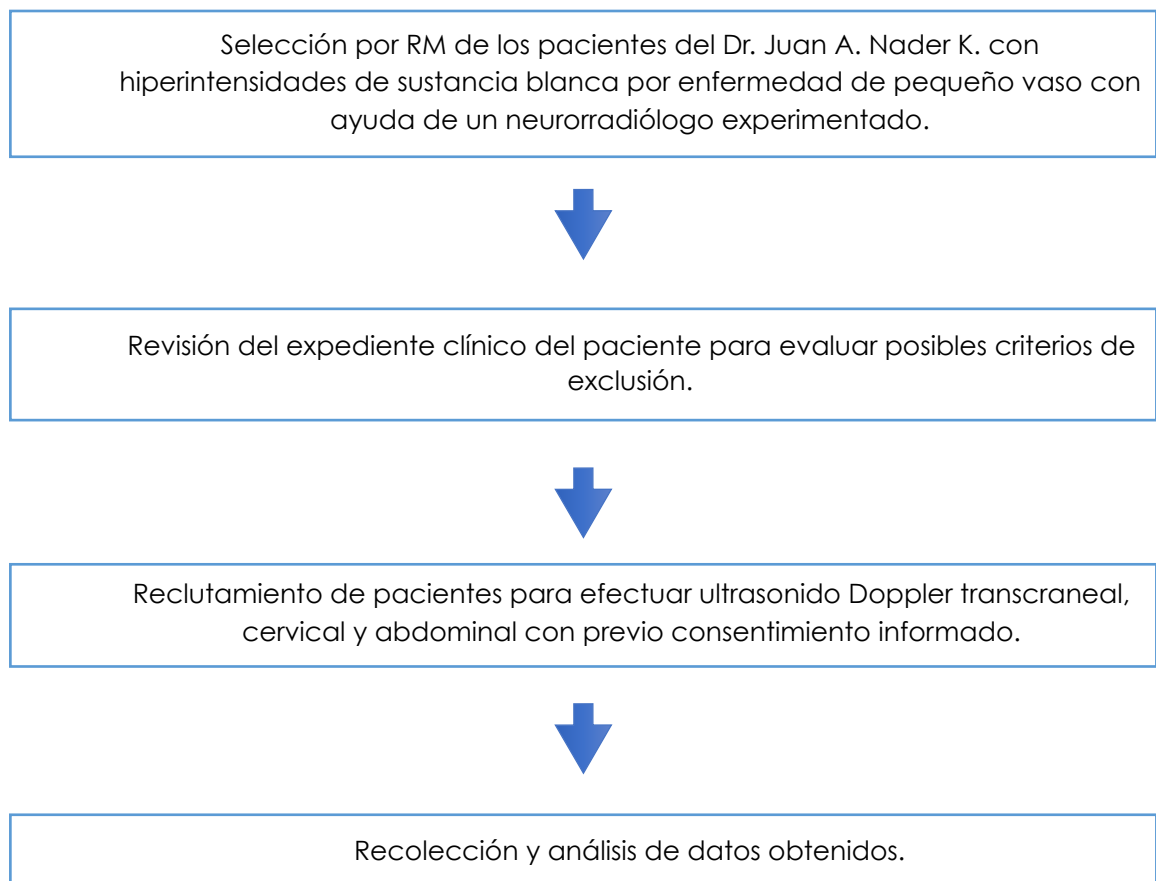 Selección por RM de los pacientes del Dr. Juan A. Nader K. con
hiperintensidades de sustancia blanca por enfermedad de pequeño vaso con
ayuda de un neurorradiólogo experimentado.
Revisión del expediente clínico del paciente para evaluar posibles criterios de
exclusión.
Reclutamiento de pacientes para efectuar ultrasonido Doppler transcraneal,
cervical y abdominal con previo consentimiento informado.
Recolección y análisis de datos obtenidos.